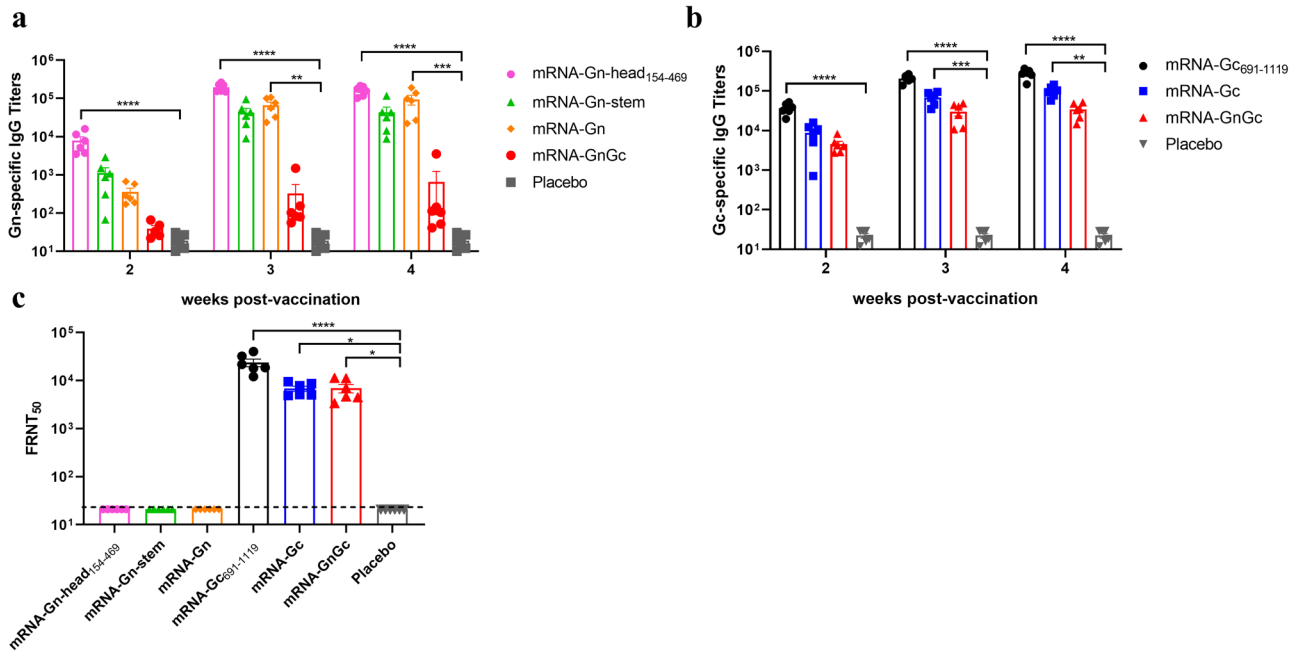 a
Gn-specific IgG Titers
10⁶
10⁵
10⁴
10³
10²
10¹
****
****
**
****
***
2
3
4
weeks post-vaccination
mRNA-Gn-head₁₅₄₋₄₆₉
mRNA-Gn-stem
mRNA-Gn
mRNA-GnGc
Placebo
b
Gc-specific IgG Titers
10⁷
10⁶
10⁵
10⁴
10³
10²
10¹
****
****
***
****
**
2
3
4
weeks post-vaccination
mRNA-Gc₆₉₁₋₁₁₁₉
mRNA-Gc
mRNA-GnGc
Placebo
c
FRNT₅₀
10⁵
10⁴
10³
10²
10¹
****
*
*
mRNA-Gn-head₁₅₄₋₄₆₉
mRNA-Gn-stem
mRNA-Gn
mRNA-Gc₆₉₁₋₁₁₁₉
mRNA-Gc
mRNA-GnGc
Placebo